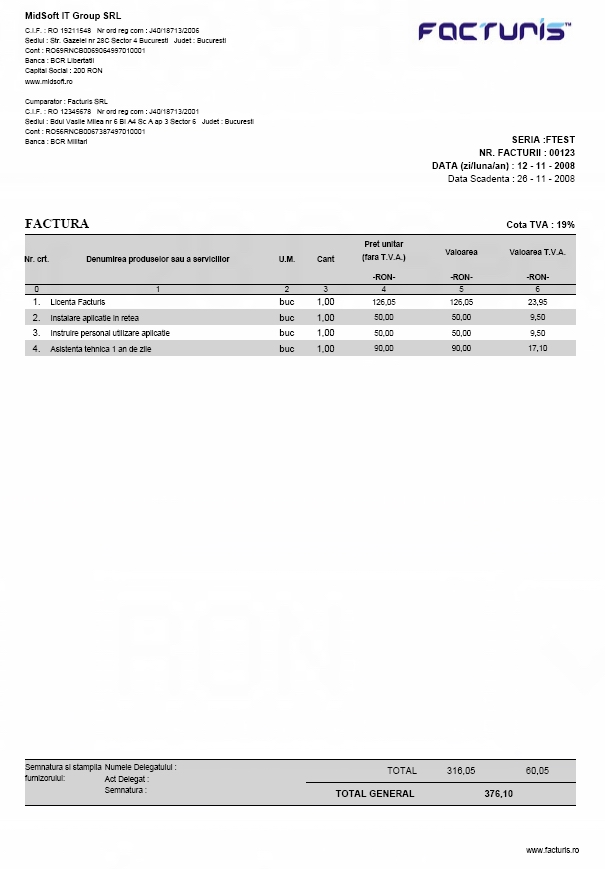 MidSoft IT Group SRL
C.I.F. : RO 19211548 Nr ord reg com : J40/18713/2006
Sediul : Str. Gazelei nr 28C Sector 4 Bucuresti Judet : Bucuresti
Cont : RO69RNCB0069064997010001
Banca : BCR Libertatii
Capital Social : 200 RON
www.midsoft.ro
FACTURIS™
Cumparator : Facturis SRL
C.I.F. : RO 12345678 Nr ord reg com : J40/18713/2001
Sediul : Bdul Vasile Milea nr 6 Bl A4 Sc A ap 3 Sector 6 Judet : Bucuresti
Cont : RO56RNCB0067387497010001
Banca : BCR Militari
SERIA :FTEST
NR. FACTURII : 00123
DATA (zi/luna/an) : 12 - 11 - 2008
Data Scadenta : 26 - 11 - 2008
FACTURA Cota TVA : 19%
Nr. crt. Denumirea produselor sau a serviciilor U.M. Cant Pret unitar (fara T.V.A.) -RON- Valoarea -RON- Valoarea T.V.A. -RON-
0 1 2 3 4 5 6
1. Licenta Facturis buc 1,00 126,05 126,05 23,95
2. Instalare aplicatie in retea buc 1,00 50,00 50,00 9,50
3. Instruire personal utilizare aplicatie buc 1,00 50,00 50,00 9,50
4. Asistenta tehnica 1 an de zile buc 1,00 90,00 90,00 17,10
Semnatura si stampila furnizorului:
Numele Delegatului :
Act Delegat :
Semnatura :
TOTAL 316,05 60,05
TOTAL GENERAL 376,10
www.facturis.ro